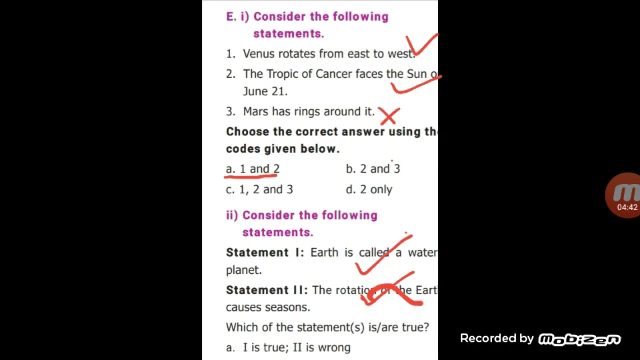 E. i) Consider the following
statements.
1. Venus rotates from east to west.
2. The Tropic of Cancer faces the Sun o
June 21.
3. Mars has rings around it.
Choose the correct answer using the
codes given below.
a. 1 and 2 b. 2 and 3
c. 1, 2 and 3 d. 2 only
ii) Consider the following
statements.
Statement I: Earth is called a water
planet.
Statement II: The rotation of the Eart
causes seasons.
Which of the statement(s) is/are true?
a. I is true; II is wrong
04:42
Recorded by Mobizen